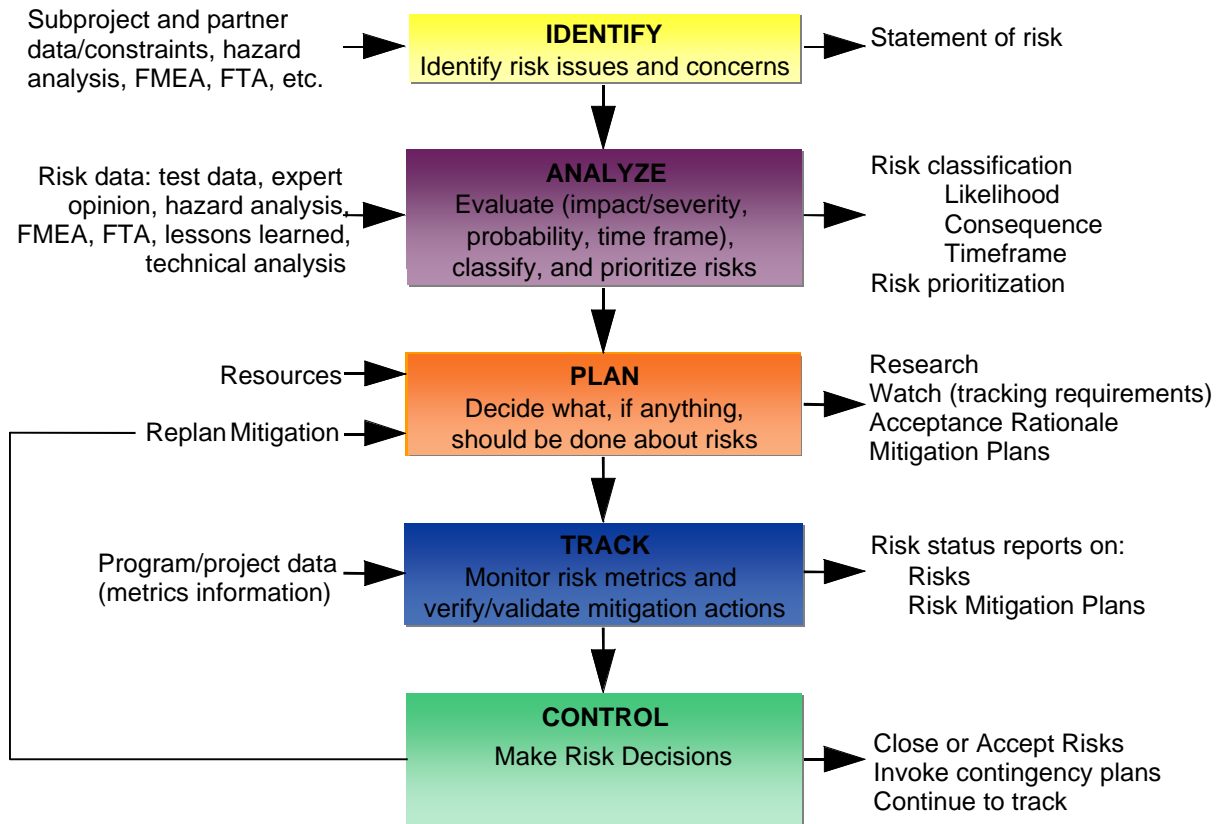 Subproject and partner
data/constraints, hazard
analysis, FMEA, FTA, etc.
IDENTIFY
Identify risk issues and concerns
Statement of risk
Risk data: test data, expert
opinion, hazard analysis,
FMEA, FTA, lessons learned,
technical analysis
ANALYZE
Evaluate (impact/severity,
probability, time frame),
classify, and prioritize risks
Risk classification
Likelihood
Consequence
Timeframe
Risk prioritization
Resources
Replan Mitigation
PLAN
Decide what, if anything,
should be done about risks
Research
Watch (tracking requirements)
Acceptance Rationale
Mitigation Plans
Program/project data
(metrics information)
TRACK
Monitor risk metrics and
verify/validate mitigation actions
Risk status reports on:
Risks
Risk Mitigation Plans
CONTROL
Make Risk Decisions
Close or Accept Risks
Invoke contingency plans
Continue to track